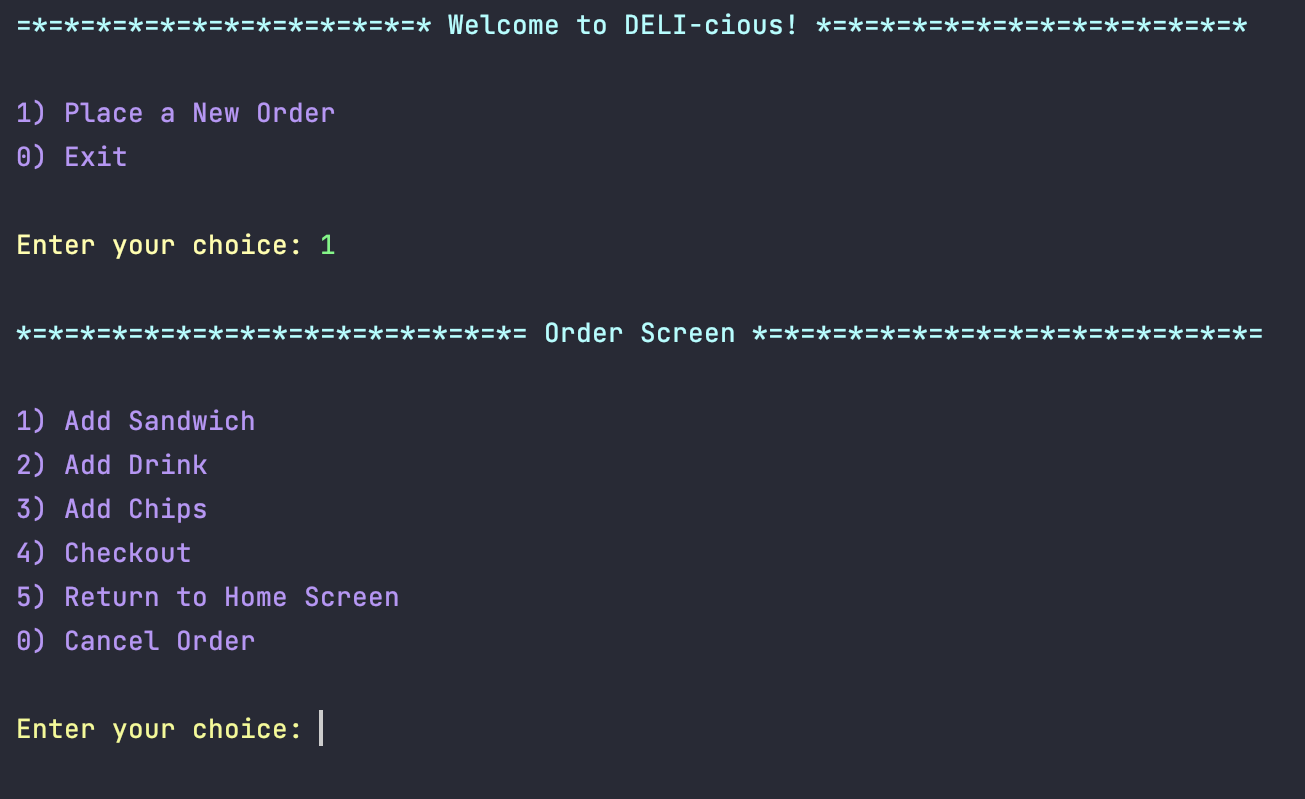 =*=*=*=*=*=*=*=*=*=*=*=*=* Welcome to DELI-cious! *=*=*=*=*=*=*=*=*=*=*=*=*=*
1) Place a New Order
0) Exit
Enter your choice: 1
*=*=*=*=*=*=*=*=*=*=*=*=*=*=*=*= Order Screen *=*=*=*=*=*=*=*=*=*=*=*=*=*=*=*=
1) Add Sandwich
2) Add Drink
3) Add Chips
4) Checkout
5) Return to Home Screen
0) Cancel Order
Enter your choice: